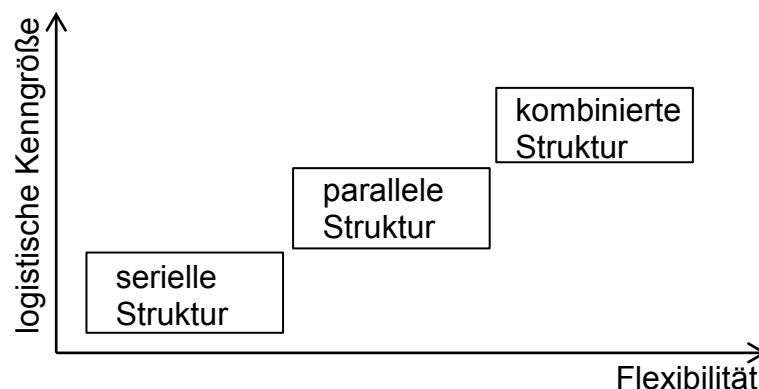 logistische Kenngröße
kombinierte
Struktur
parallele
Struktur
serielle
Struktur
Flexibilität